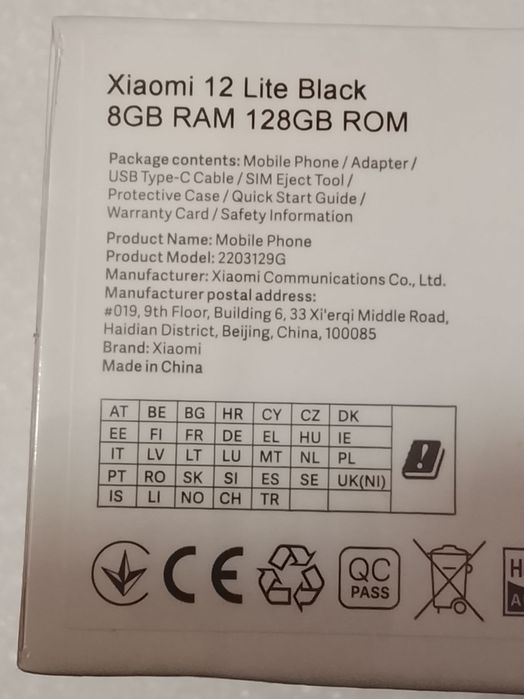 Xiaomi 12 Lite Black
8GB RAM 128GB ROM
Package contents: Mobile Phone / Adapter /
USB Type-C Cable / SIM Eject Tool /
Protective Case / Quick Start Guide /
Warranty Card / Safety Information
Product Name: Mobile Phone
Product Model: 2203129G
Manufacturer: Xiaomi Communications Co., Ltd.
Manufacturer postal address:
#019, 9th Floor, Building 6, 33 Xi'erqi Middle Road,
Haidian District, Beijing, China, 100085
Brand: Xiaomi
Made in China
AT BE BG HR CY CZ DK
EE FI FR DE EL HU IE
IT LV LT LU MT NL PL
PT RO SK SI ES SE UK(NI)
IS LI NO CH TR
!
CE
QC
PASS
H
A